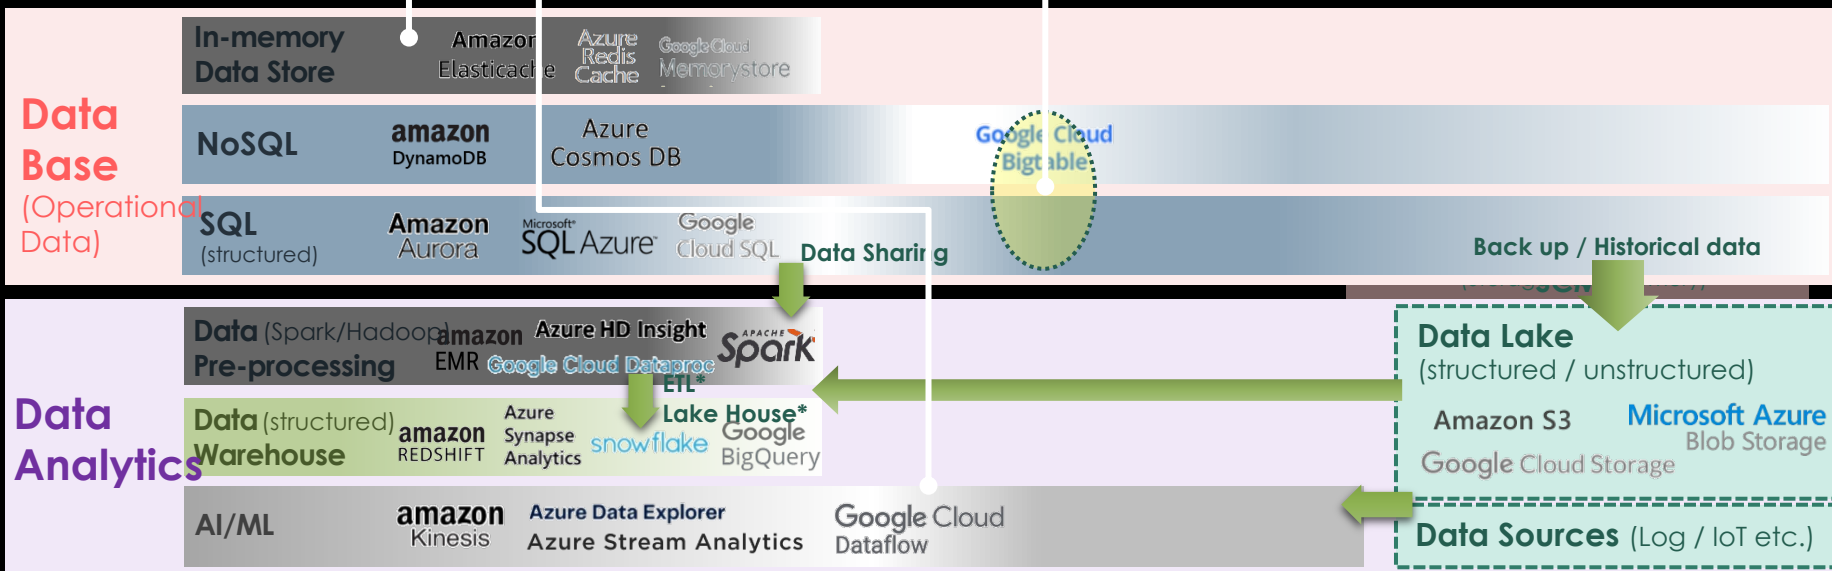 In-memory
Data Store
Amazon
Elasticache
Azure
Redis
Cache
Google Cloud
Memorystore
Data
Base
(Operational
Data)
NoSQL
amazon
DynamoDB
Azure
Cosmos DB
Google Cloud
Bigtable
SQL
(structured)
Amazon
Aurora
Microsoft®
SQL Azure™
Google
Cloud SQL
Data Sharing
Back up / Historical data
Data (Spark/Hadoop)
Pre-processing
amazon
EMR
Azure HD Insight
Google Cloud Dataproc
APACHE
Spark
ETL*
Lake House*
Data
Analytics
Data (structured)
Warehouse
amazon
REDSHIFT
Azure
Synapse
Analytics
snowflake
Google
BigQuery
AI/ML
amazon
Kinesis
Azure Data Explorer
Azure Stream Analytics
Google Cloud
Dataflow
Data Lake
(structured / unstructured)
Amazon S3
Microsoft Azure
Blob Storage
Google Cloud Storage
Data Sources (Log / IoT etc.)